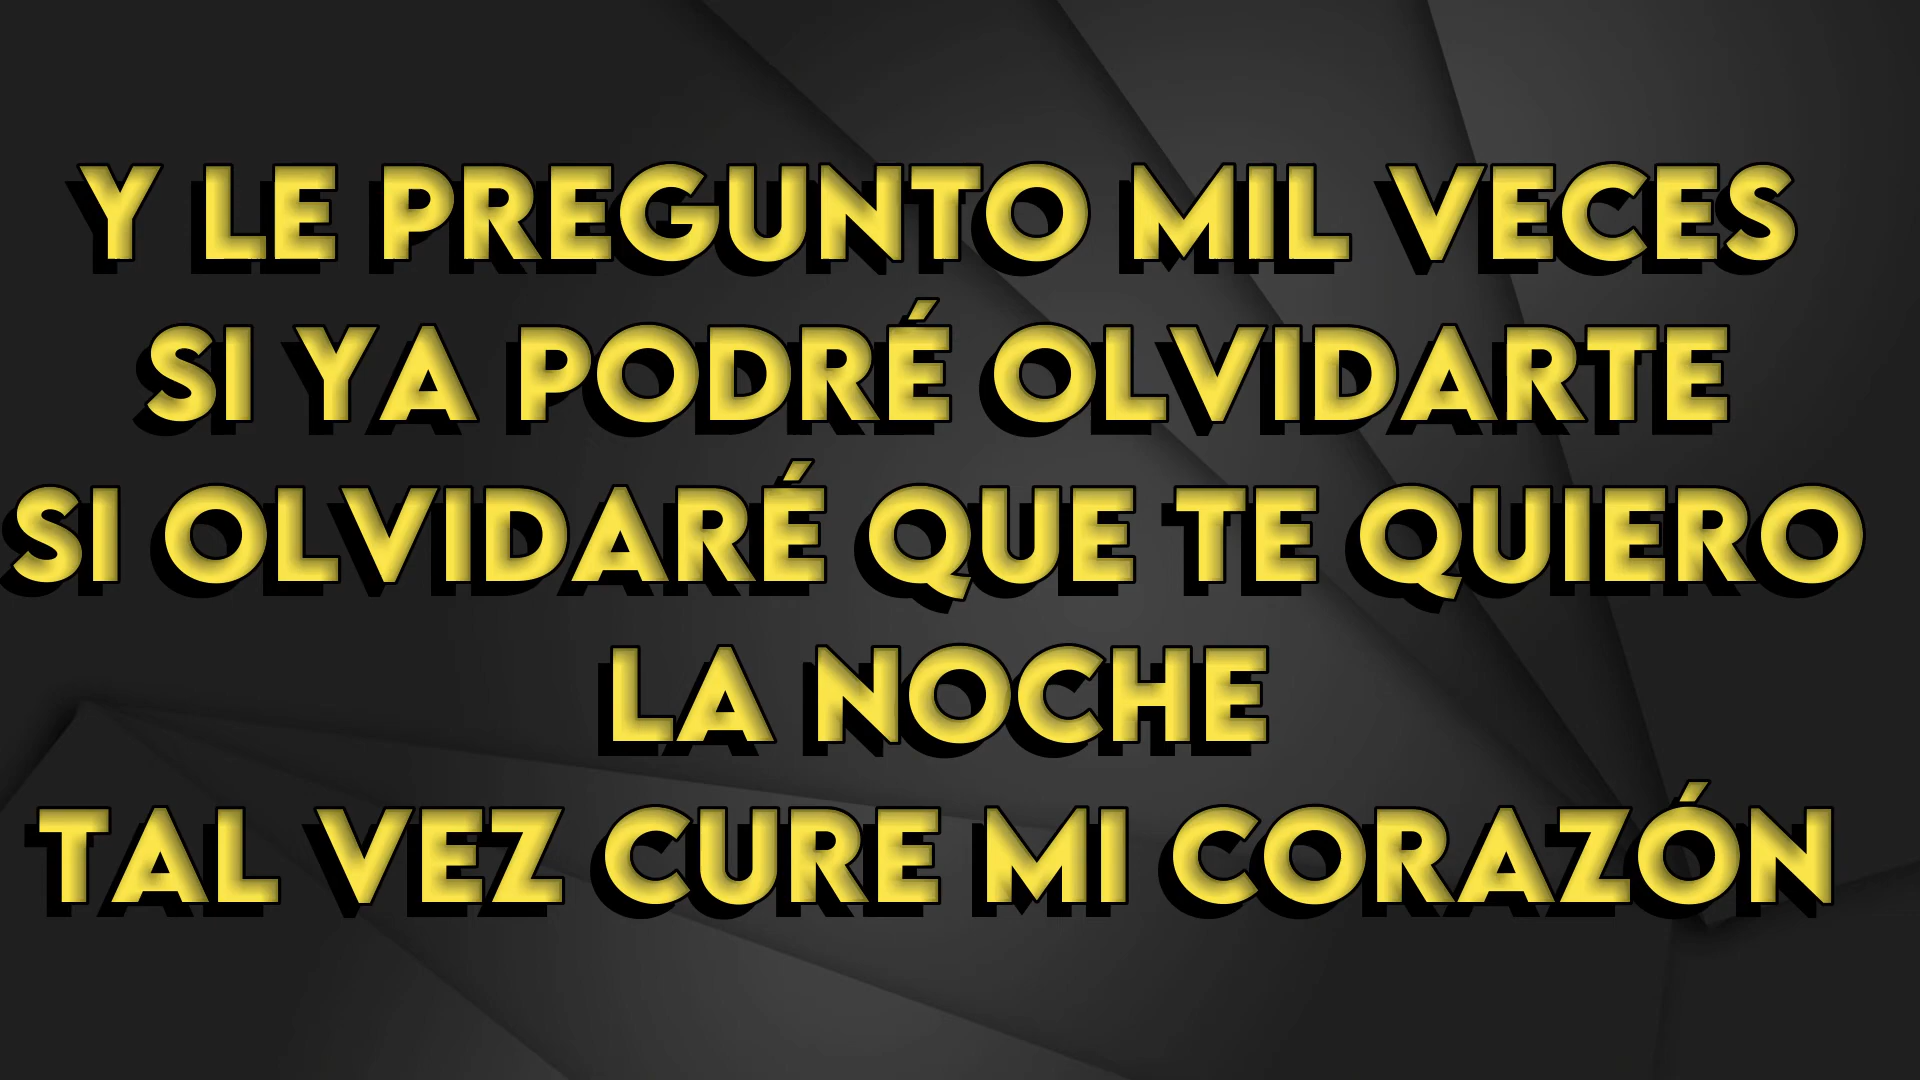 Y LE PREGUNTO MIL VECES
SI YA PODRÉ OLVIDARTE
SI OLVIDARÉ QUE TE QUIERO
LA NOCHE
TAL VEZ CURE MI CORAZÓN